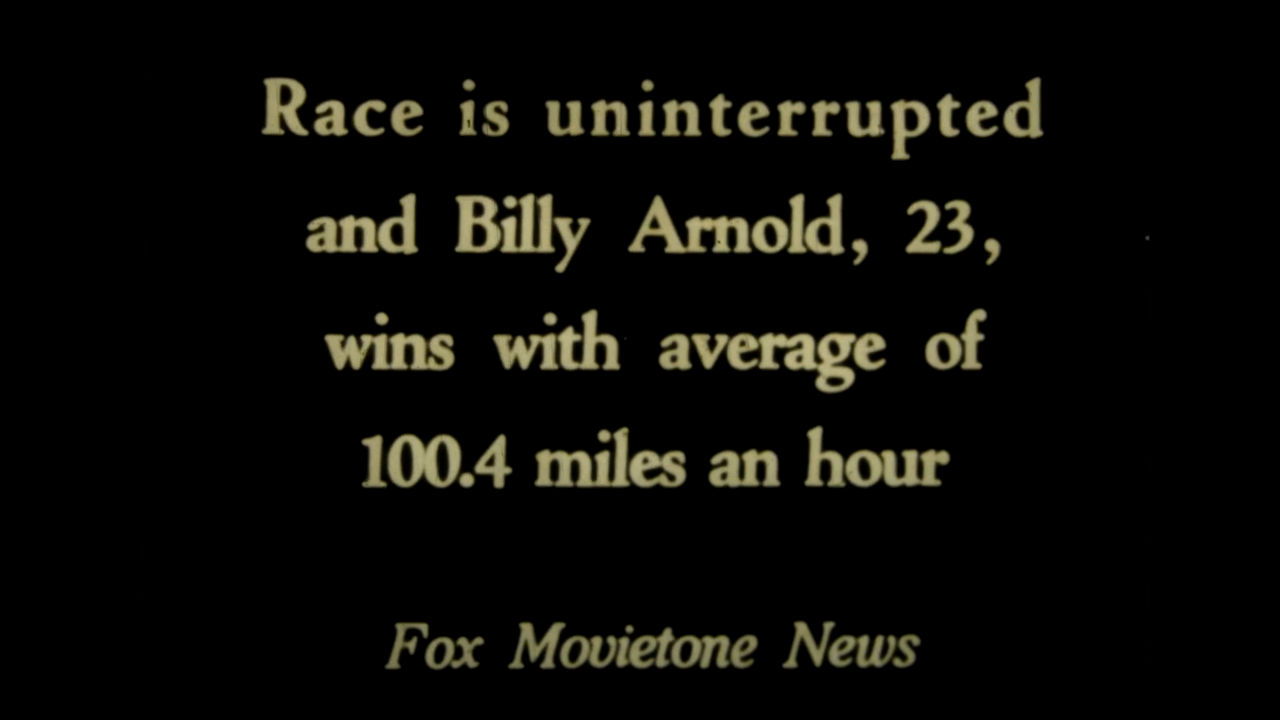 Race is uninterrupted
and Billy Arnold, 23,
wins with average of
100.4 miles an hour
Fox Movietone News